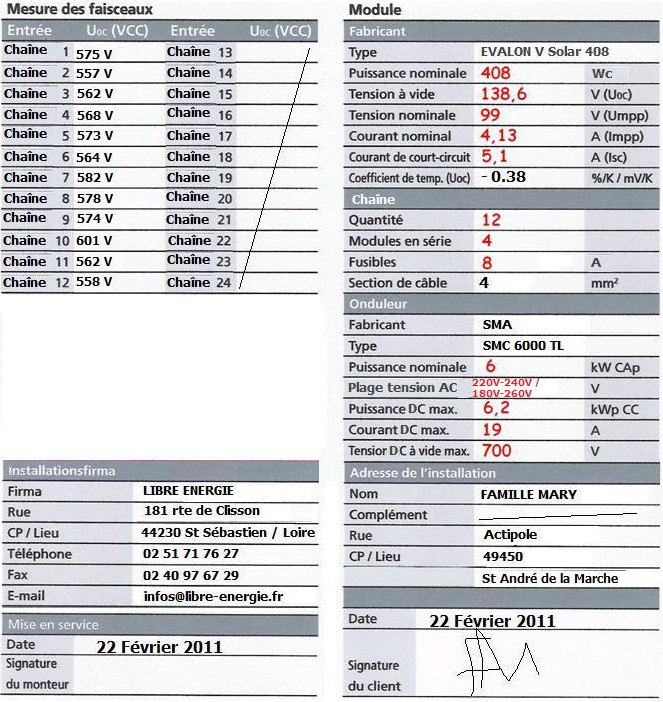 Mesure des faisceaux
Entrée U₀c (VCC) Entrée U₀c (VCC)
Chaîne 1 575 V Chaîne 13
Chaîne 2 557 V Chaîne 14
Chaîne 3 562 V Chaîne 15
Chaîne 4 568 V Chaîne 16
Chaîne 5 573 V Chaîne 17
Chaîne 6 564 V Chaîne 18
Chaîne 7 582 V Chaîne 19
Chaîne 8 578 V Chaîne 20
Chaîne 9 574 V Chaîne 21
Chaîne 10 601 V Chaîne 22
Chaîne 11 562 V Chaîne 23
Chaîne 12 558 V Chaîne 24
Installationsfirma
Firma LIBRE ENERGIE
Rue 181 rte de Clisson
CP / Lieu 44230 St Sébastien / Loire
Téléphone 02 51 71 76 27
Fax 02 40 97 67 29
E-mail infos@libre-energie.fr
Mise en service
Date 22 Février 2011
Signature
du monteur
Module
Fabricant
Type EVALON V Solar 408
Puissance nominale 408 Wc
Tension à vide 138,6 V (U₀c)
Tension nominale 99 V (Umpp)
Courant nominal 4,13 A (Impp)
Courant de court-circuit 5,1 A (Isc)
Coefficient de temp. (Uoc) - 0.38 %/K / mV/K
Chaîne
Quantité 12
Modules en série 4
Fusibles 8 A
Section de câble 4 mm²
Onduleur
Fabricant SMA
Type SMC 6000 TL
Puissance nominale 6 kW CAp
Plage tension AC 220V-240V / 180V-260V V
Puissance DC max. 6,2 kWp CC
Courant DC max. 19 A
Tensior DC à vide max. 700 V
Adresse de l'installation
Nom FAMILLE MARY
Complément
Rue Actipole
CP / Lieu 49450
St André de la Marche
Date 22 Février 2011
Signature
du client